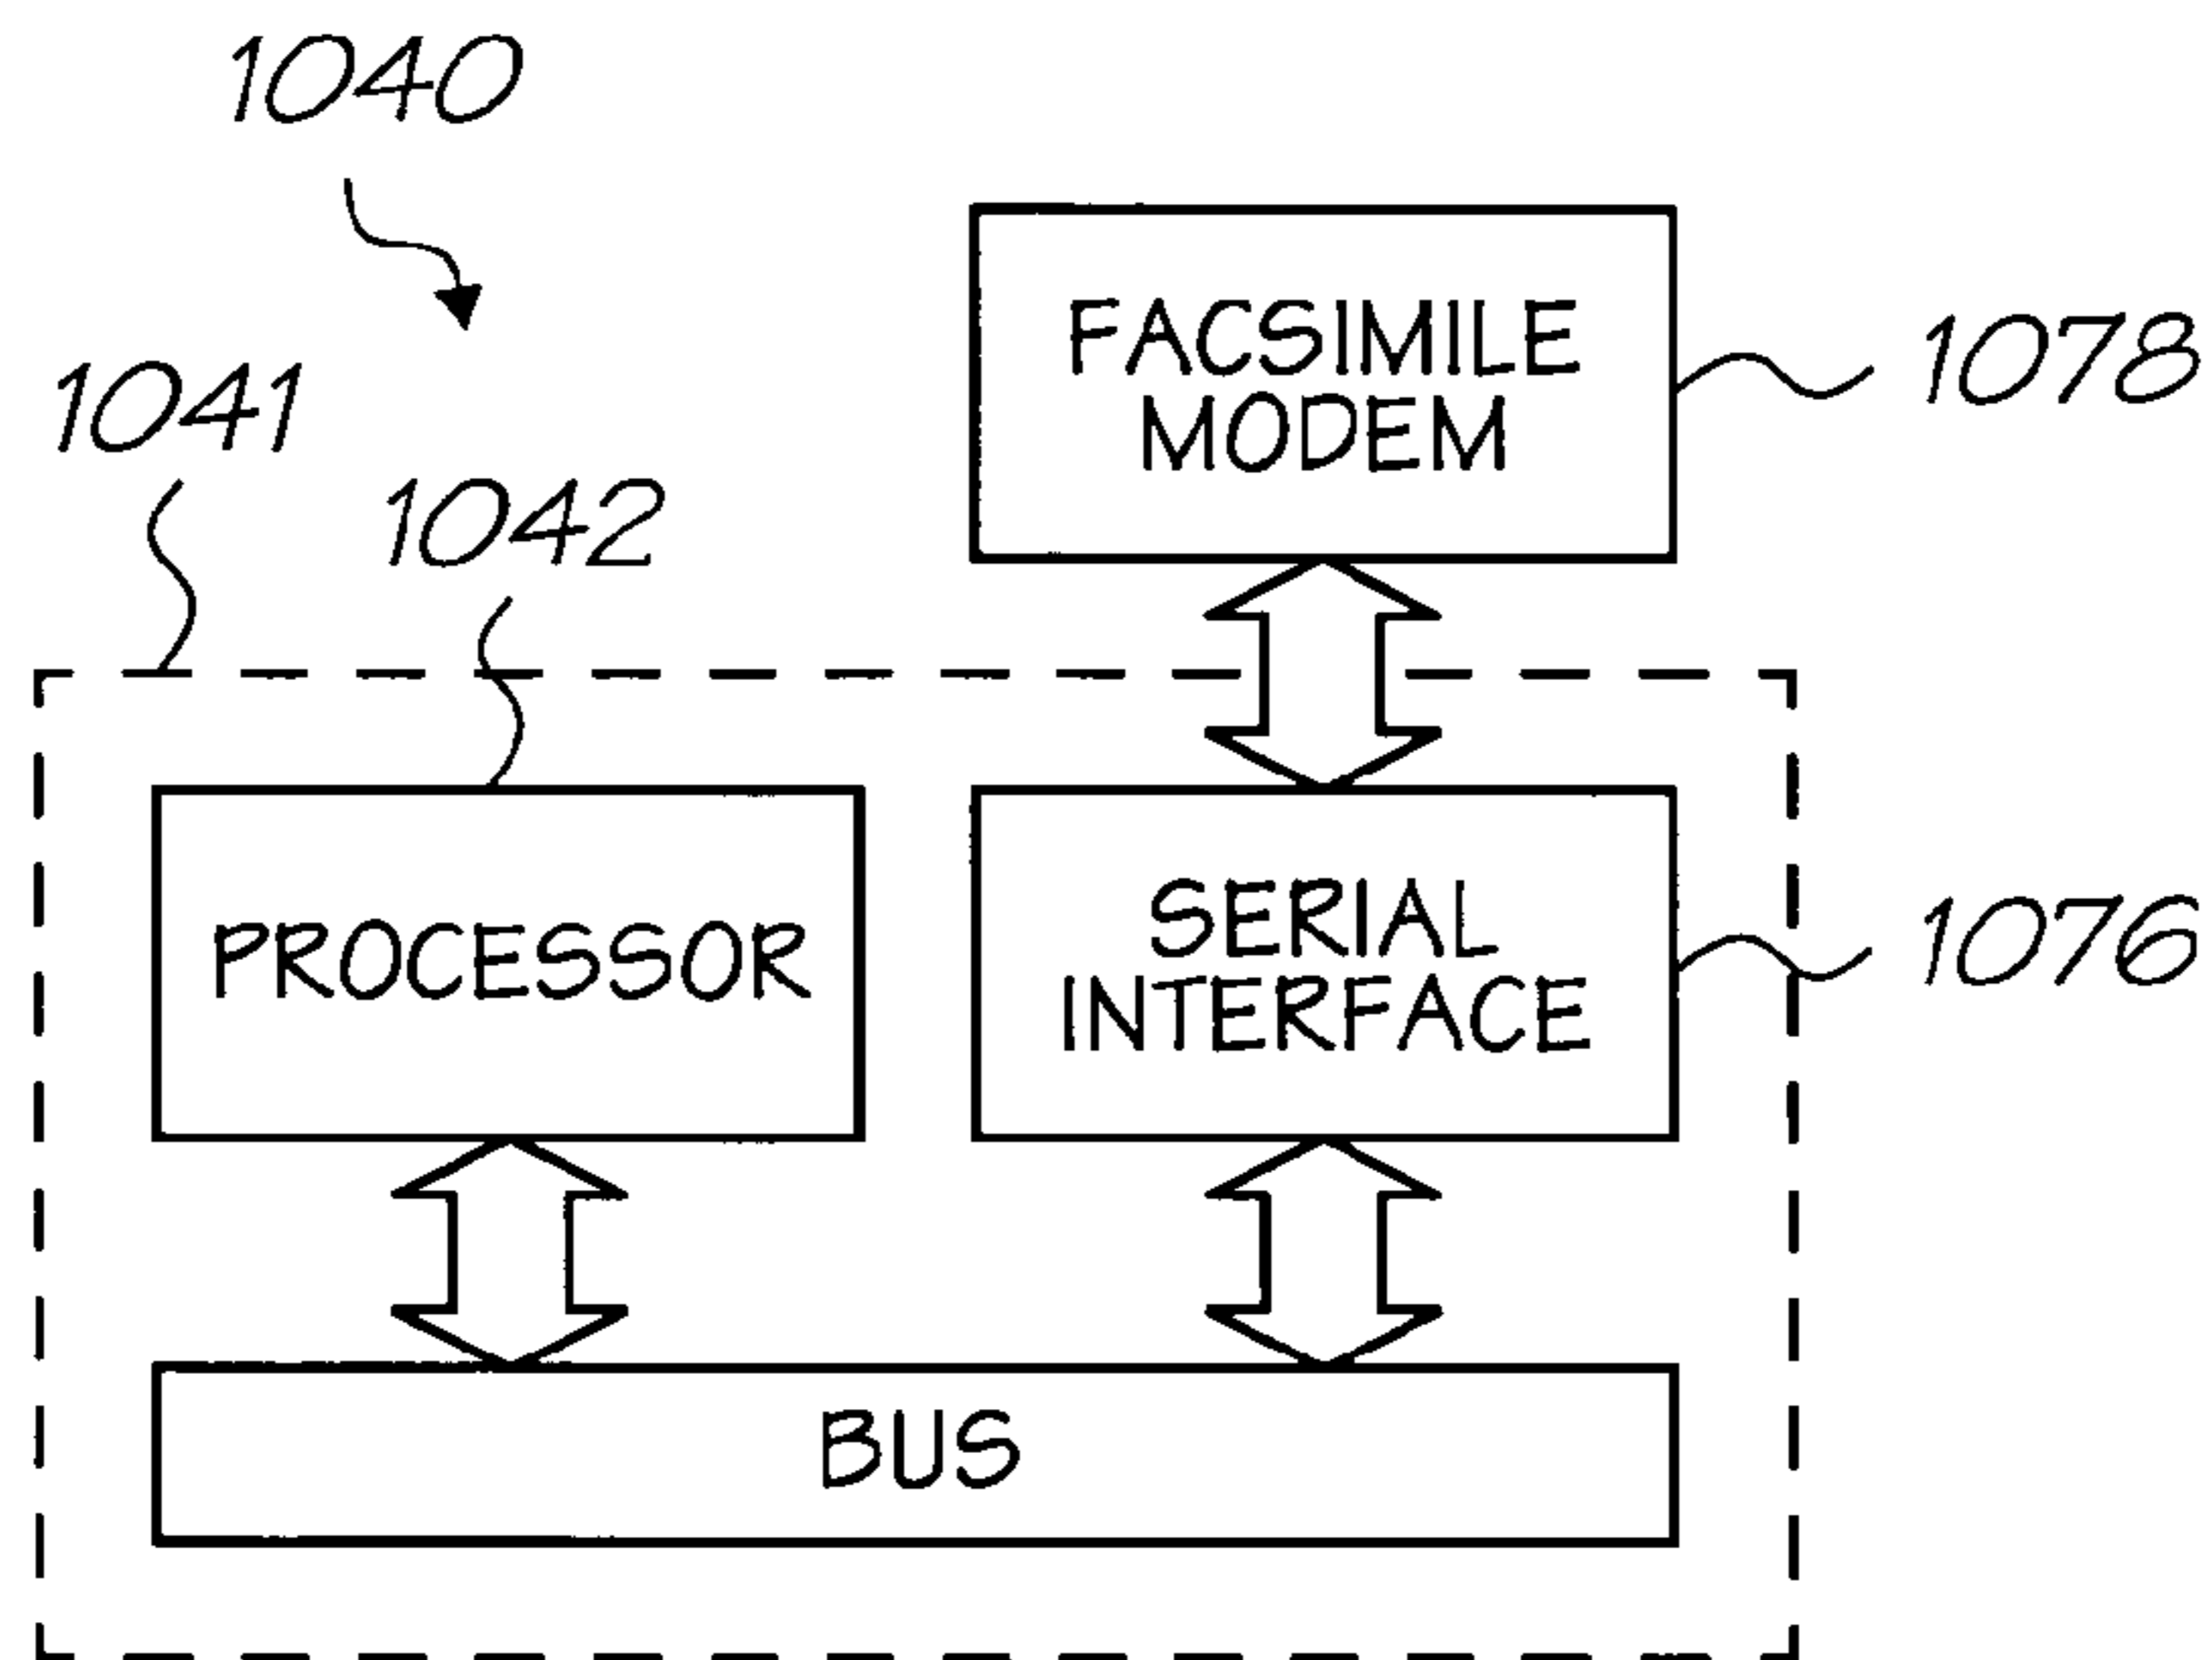 1040
FACSIMILE
MODEM
1078
1041
1042
PROCESSOR
SERIAL
INTERFACE
1076
BUS